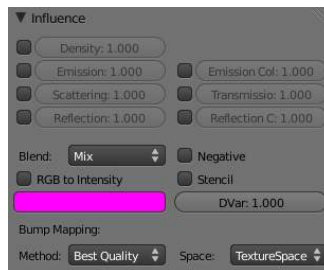 Influence
Density: 1.000
Emission: 1.000 Emission Col: 1.000
Scattering: 1.000 Transmissio: 1.000
Reflection: 1.000 Reflection C: 1.000
Blend: Mix Negative
RGB to Intensity Stencil
DVar: 1.000
Bump Mapping:
Method: Best Quality Space: TextureSpace